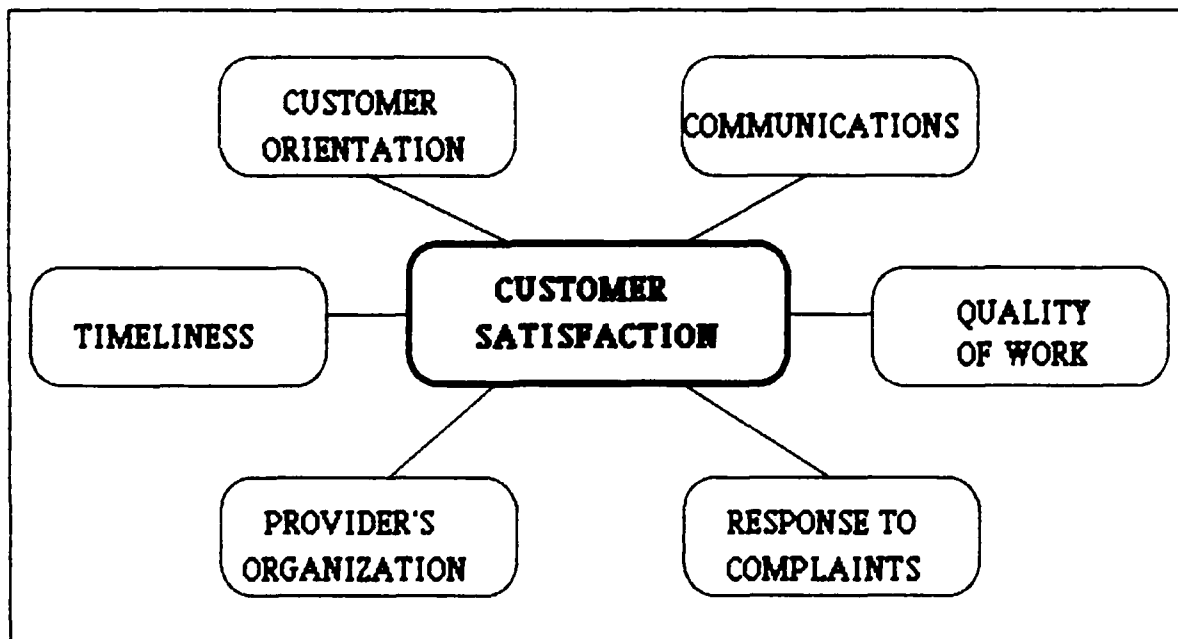 CUSTOMER
ORIENTATION
COMMUNICATIONS
TIMELINESS
CUSTOMER
SATISFACTION
QUALITY
OF WORK
PROVIDER'S
ORGANIZATION
RESPONSE TO
COMPLAINTS